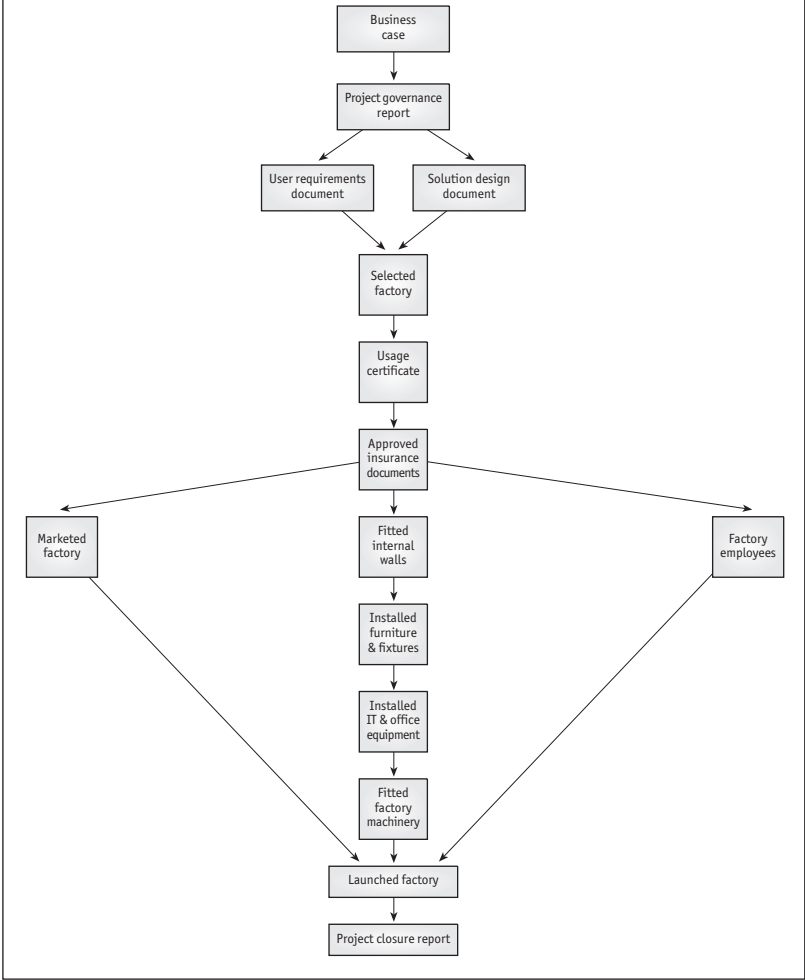 Business
case
Project governance
report
User requirements
document
Solution design
document
Selected
factory
Usage
certificate
Approved
insurance
documents
Marketed
factory
Fitted
internal
walls
Factory
employees
Installed
furniture
& fixtures
Installed
IT & office
equipment
Fitted
factory
machinery
Launched factory
Project closure report